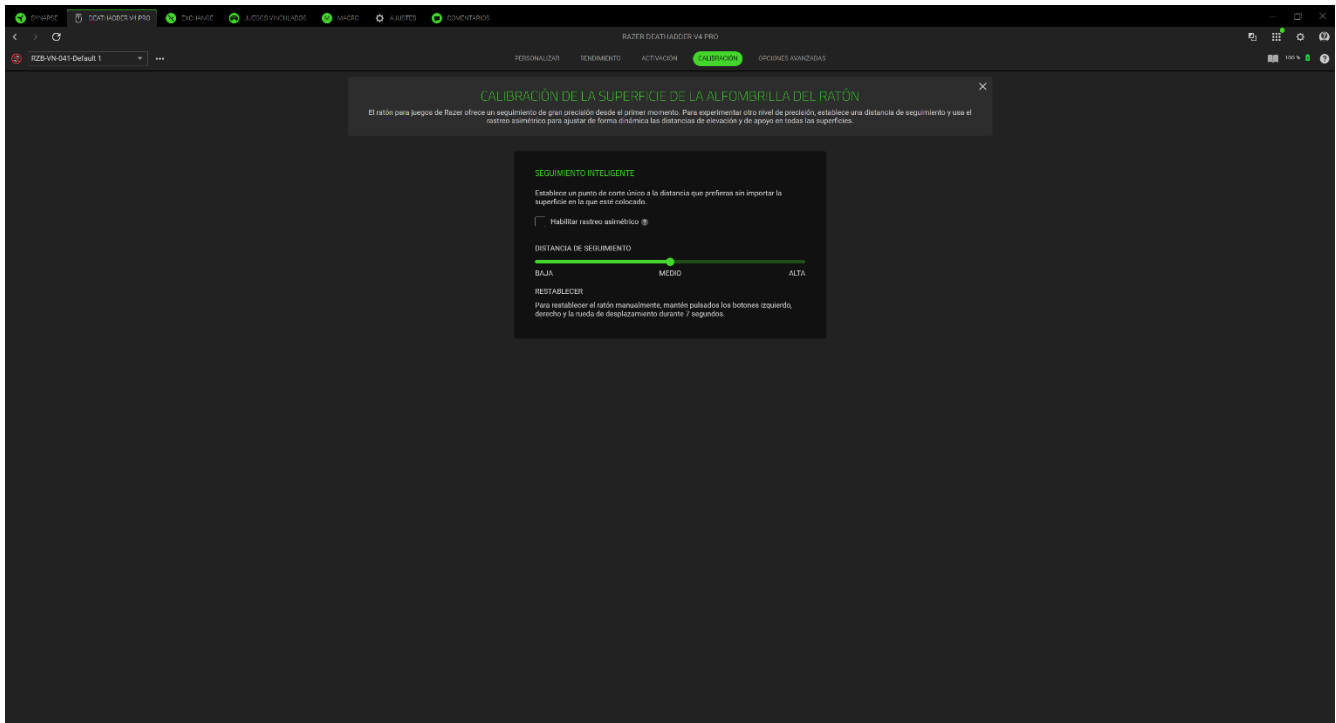 SYNAPSE DEATHADDER V4 PRO EXCHANGE JUEGOS VINCULADOS MACRO AJUSTES COMENTARIOS
RAZER DEATHADDER V4 PRO
RZB-VN-041-Default 1
PERSONALIZAR RENDIMIENTO ACTIVACIÓN CALIBRACIÓN OPCIONES AVANZADAS
100 %
CALIBRACIÓN DE LA SUPERFICIE DE LA ALFOMBRILLA DEL RATÓN
El ratón para juegos de Razer ofrece un seguimiento de gran precisión desde el primer momento. Para experimentar otro nivel de precisión, establece una distancia de seguimiento y usa el
rastreo asimétrico para ajustar de forma dinámica las distancias de elevación y de apoyo en todas las superficies.
SEGUIMIENTO INTELIGENTE
Establece un punto de corte único a la distancia que prefieras sin importar la
superficie en la que esté colocado.
Habilitar rastreo asimétrico ?
DISTANCIA DE SEGUIMIENTO
BAJA MEDIO ALTA
RESTABLECER
Para restablecer el ratón manualmente, mantén pulsados los botones izquierdo,
derecho y la rueda de desplazamiento durante 7 segundos.